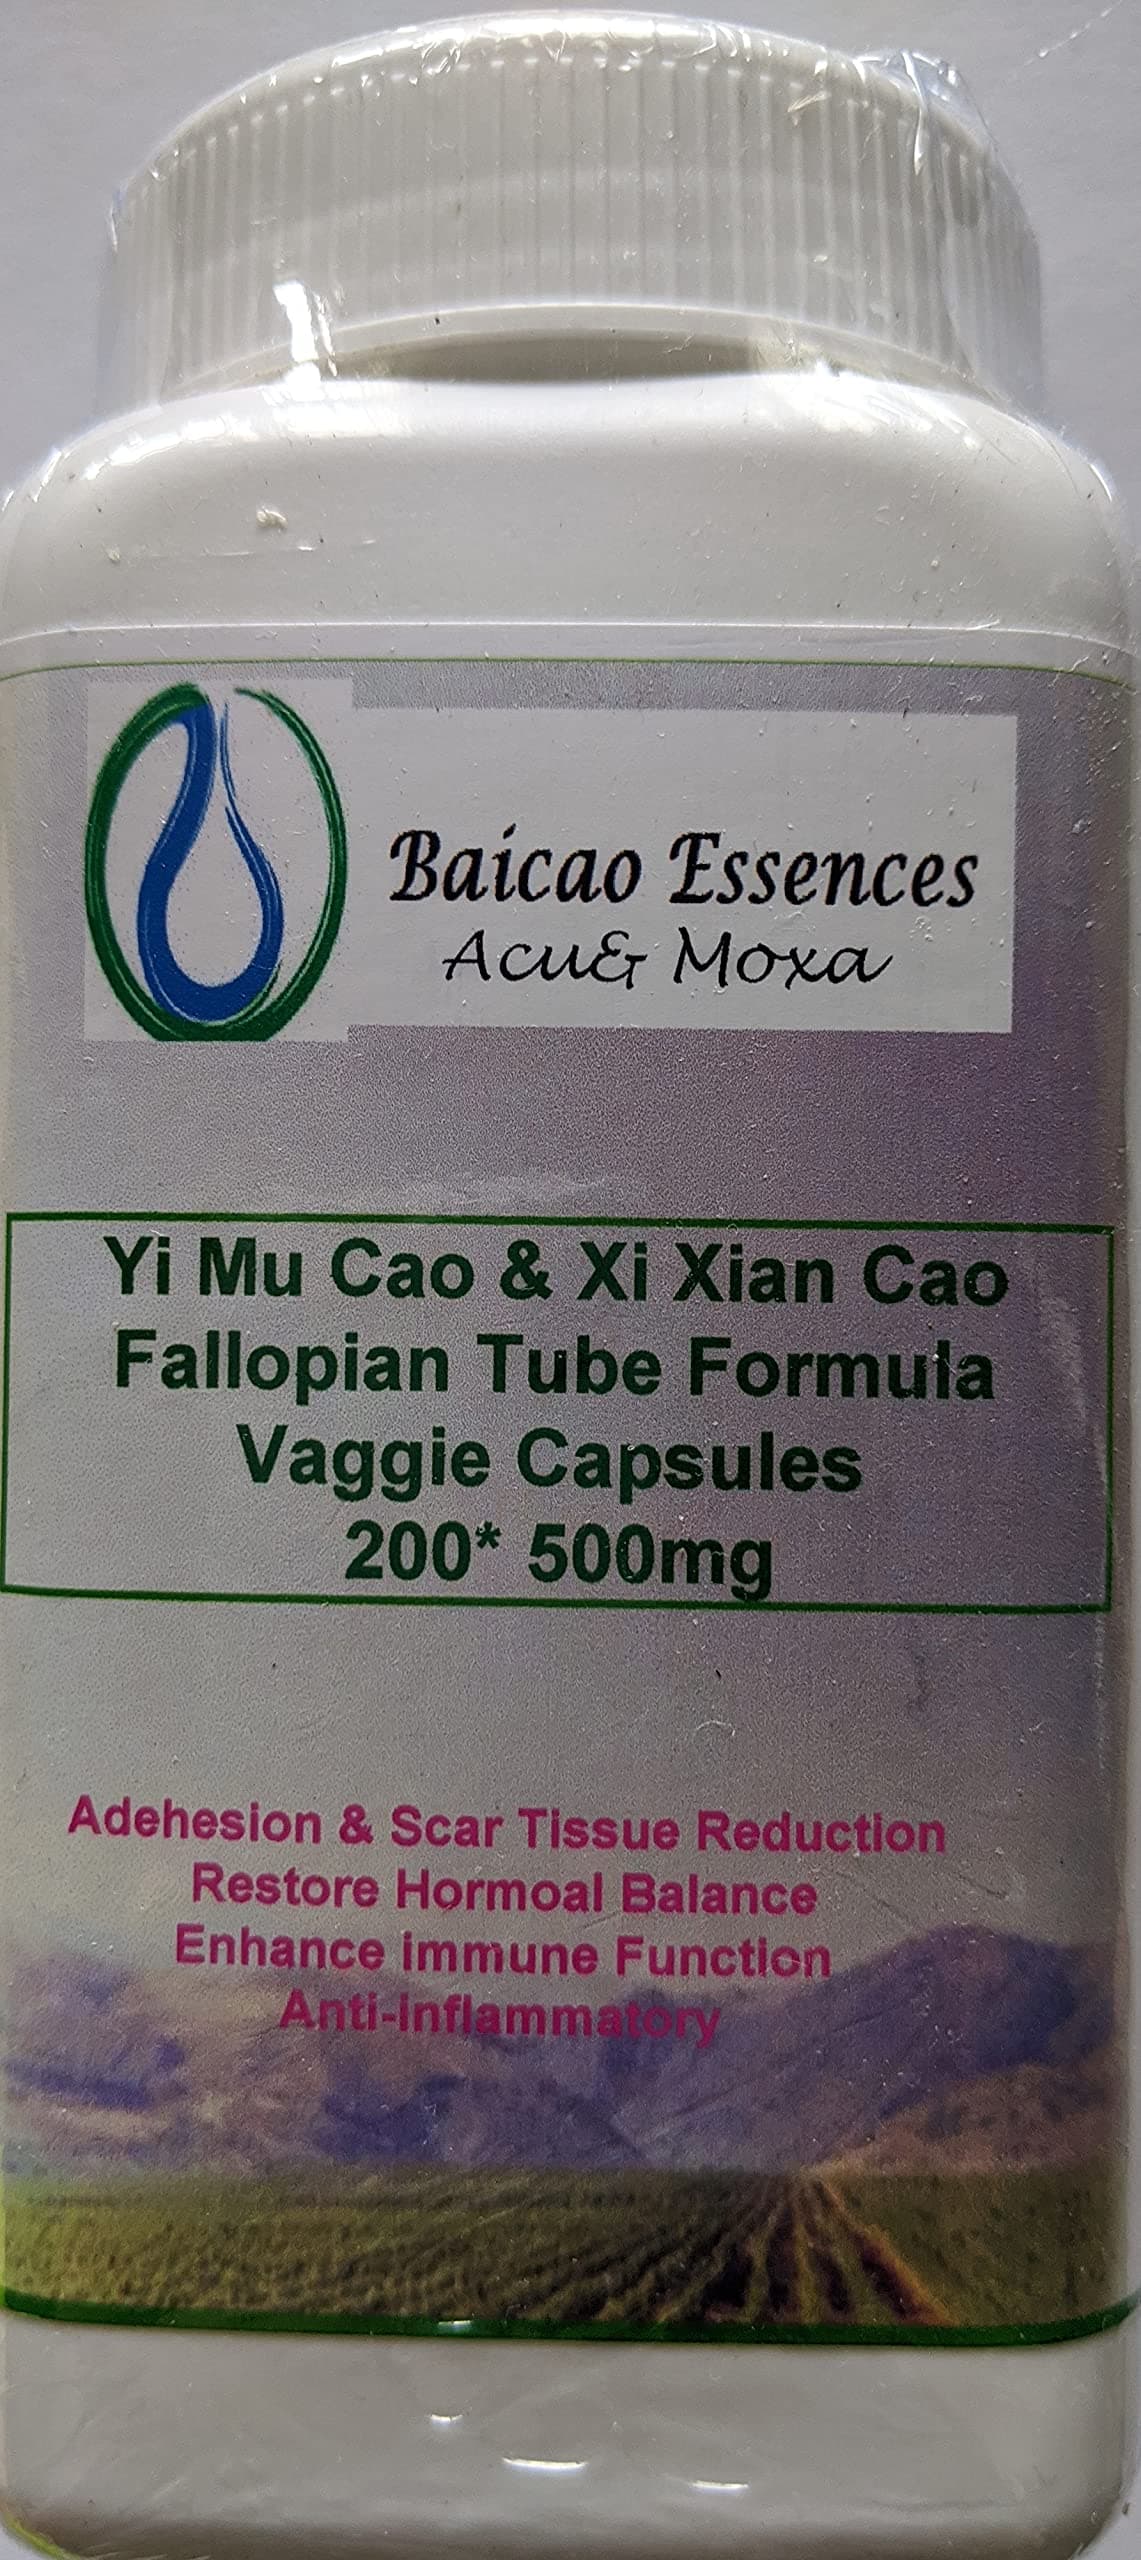 Baicao Essences
Acu& Moxa
Yi Mu Cao & Xi Xian Cao
Fallopian Tube Formula
Vaggie Capsules
200* 500mg
Adehesion & Scar Tissue Reduction
Restore Hormoal Balance
Enhance immune Function
Anti-inflammatory